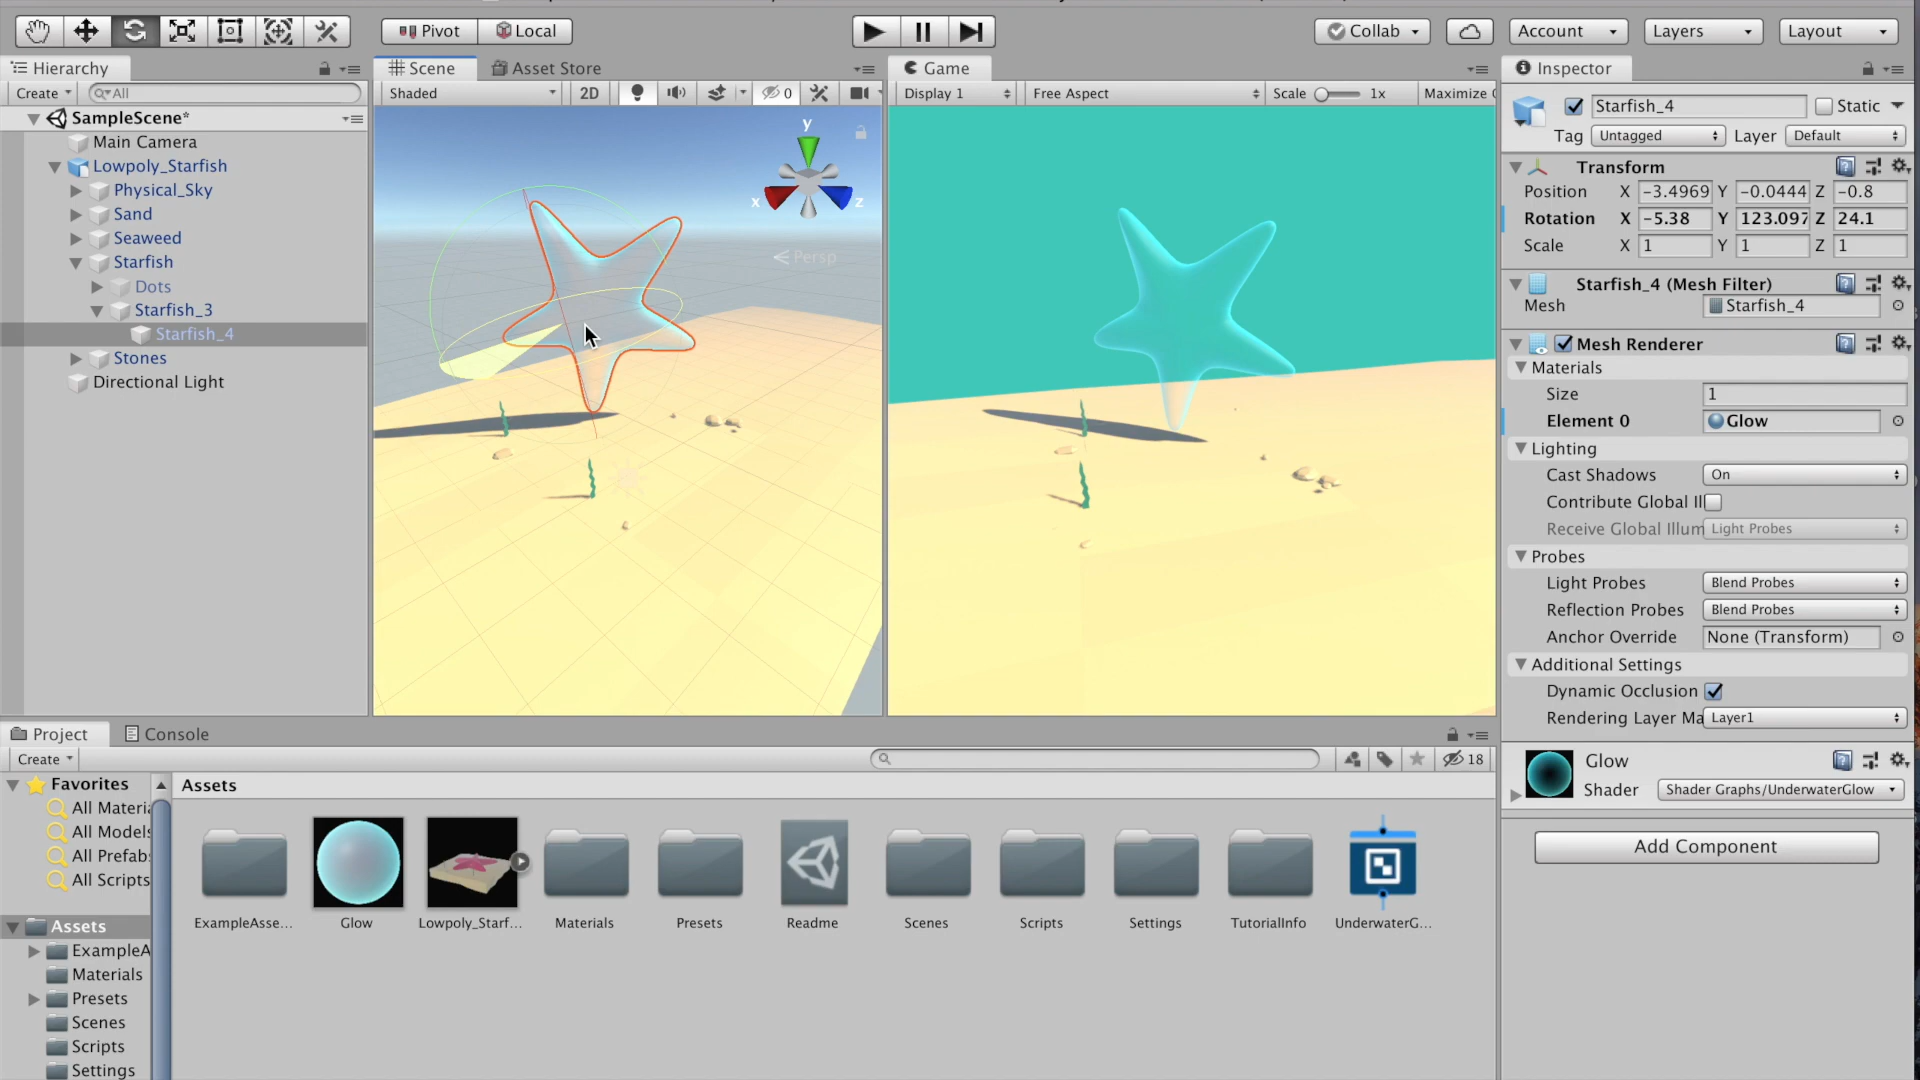 Pivot
Local
Collab
Account
Layers
Layout
Hierarchy
Create
All
SampleScene*
Main Camera
Lowpoly_Starfish
Physical_Sky
Sand
Seaweed
Starfish
Dots
Starfish_3
Starfish_4
Stones
Directional Light
Scene
Asset Store
Shaded
2D
0
y
x
z
Persp
Game
Display 1
Free Aspect
Scale
1x
Maximize
Inspector
Starfish_4
Static
Tag
Untagged
Layer
Default
Transform
Position X -3.4969 Y -0.0444 Z -0.8
Rotation X -5.38 Y 123.097 Z 24.1
Scale X 1 Y 1 Z 1
Starfish_4 (Mesh Filter)
Mesh
Starfish_4
Mesh Renderer
Materials
Size
1
Element 0
Glow
Lighting
Cast Shadows
On
Contribute Global Il
Receive Global Illum
Light Probes
Probes
Light Probes
Blend Probes
Reflection Probes
Blend Probes
Anchor Override
None (Transform)
Additional Settings
Dynamic Occlusion
Rendering Layer Ma
Layer1
Glow
Shader
Shader Graphs/UnderwaterGlow
Add Component
Project
Console
Create
18
Favorites
All Materia
All Models
All Prefabs
All Scripts
Assets
ExampleA
Materials
Presets
Scenes
Scripts
Settings
Assets
ExampleAsse...
Glow
Lowpoly_Starf...
Materials
Presets
Readme
Scenes
Scripts
Settings
TutorialInfo
UnderwaterG...